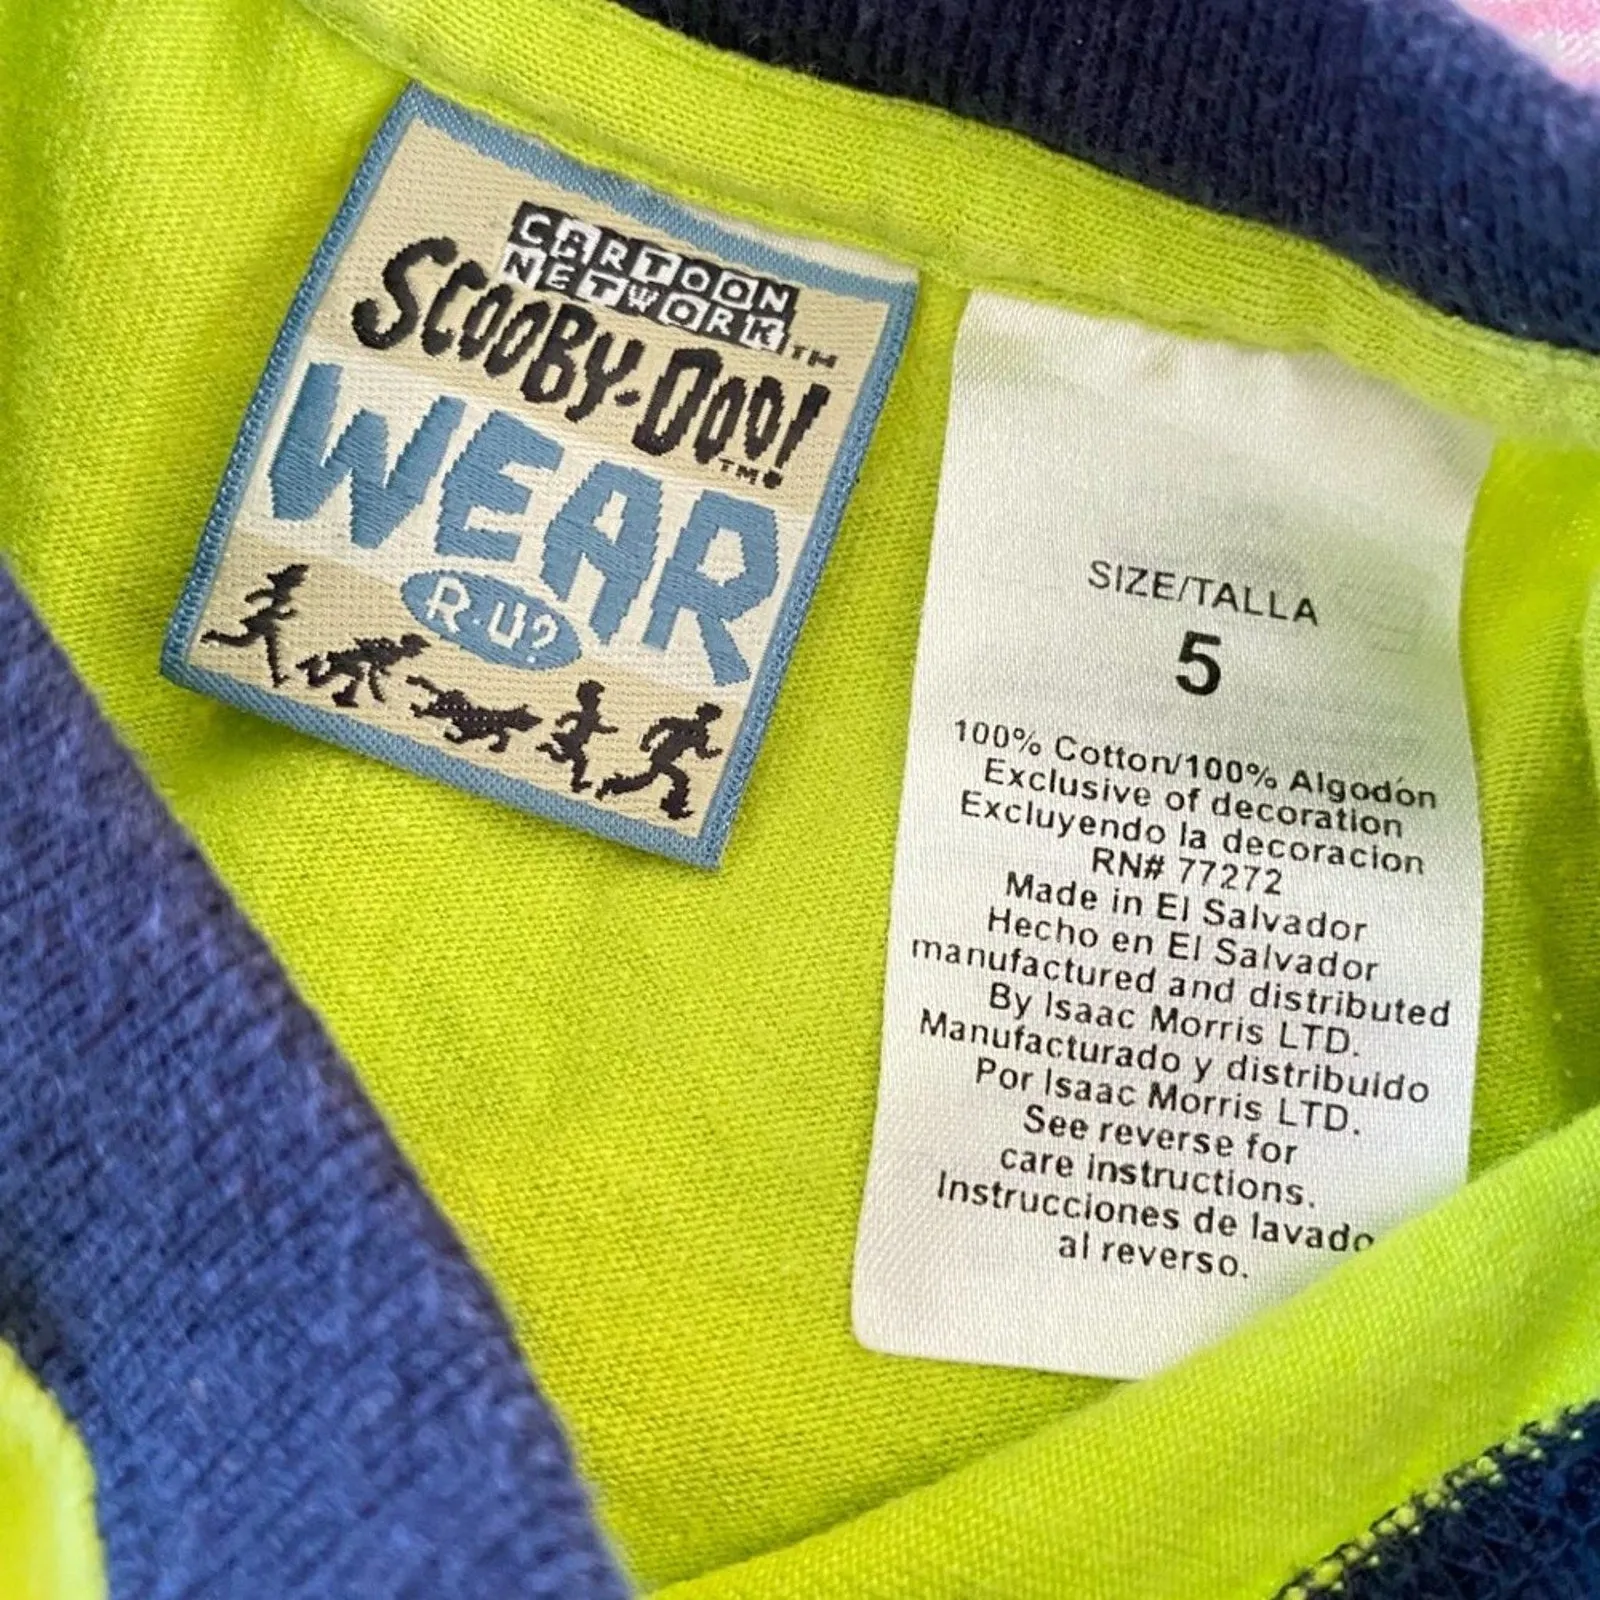 CARTOON
NETWORK™
SCOOBY-DOO!™
WEAR
R·U?
SIZE/TALLA
5
100% Cotton/100% Algodón
Exclusive of decoration
Excluyendo la decoracion
RN# 77272
Made in El Salvador
Hecho en El Salvador
manufactured and distributed
By Isaac Morris LTD.
Manufacturado y distribuido
Por Isaac Morris LTD.
See reverse for
care instructions.
Instrucciones de lavado
al reverso.